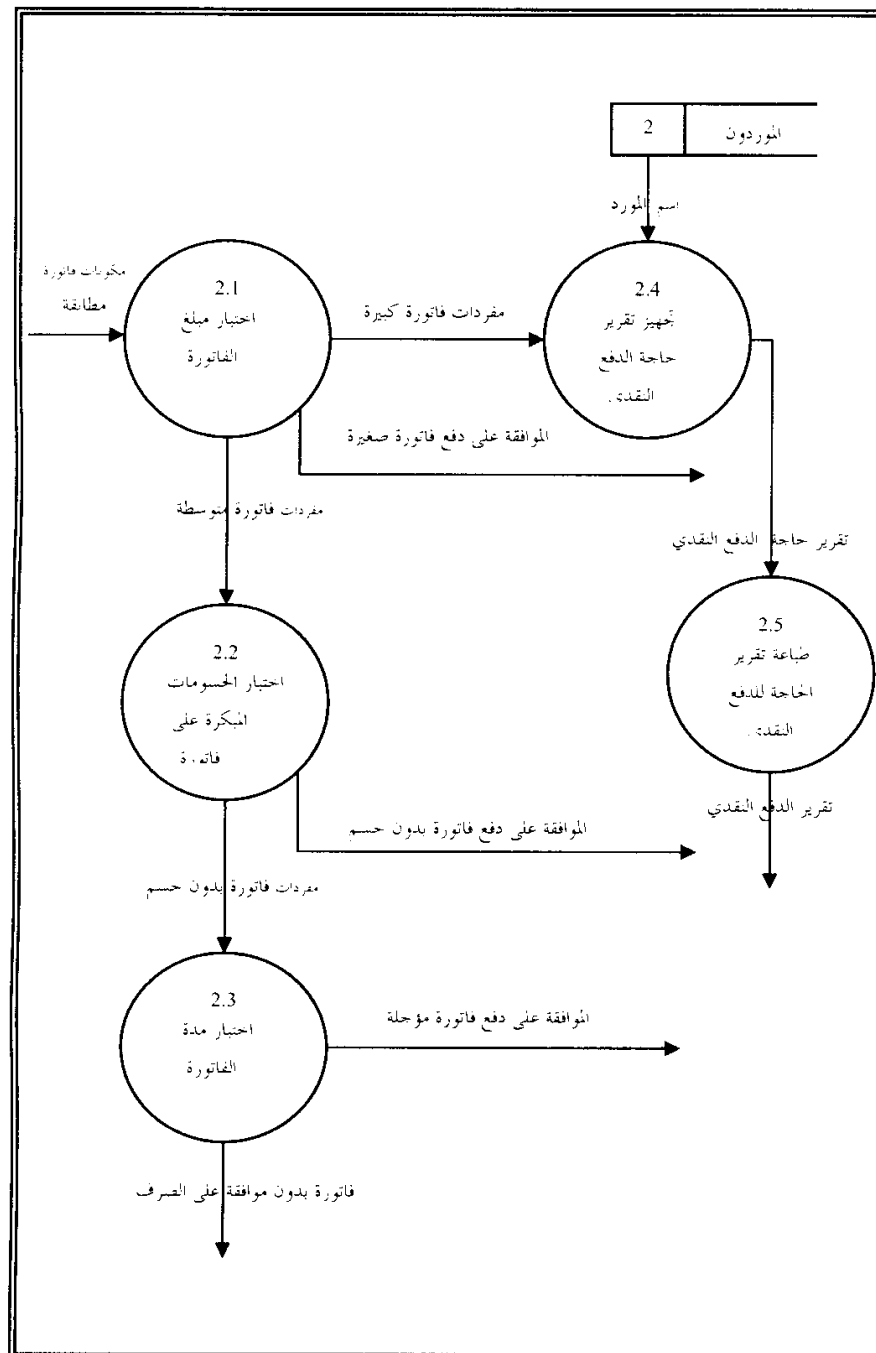 2 الموردون
اسم المورد
مكونات فاتورة
مطابقة
2.1
اختبار مبلغ
الفاتورة
مفردات فاتورة كبيرة
2.4
تجهيز تقرير
حاجة الدفع
النقدي
الموافقة على دفع فاتورة صغيرة
مفردات فاتورة متوسطة
تقرير حاجة الدفع النقدي
2.2
اختبار الحسومات
المبكرة على
فاتورة
2.5
طباعة تقرير
الحاجة للدفع
النقدي
تقرير الدفع النقدي
الموافقة على دفع فاتورة بدون حسم
مفردات فاتورة بدون حسم
2.3
اختبار مدة
الفاتورة
الموافقة على دفع فاتورة مؤجلة
فاتورة بدون موافقة على الصرف